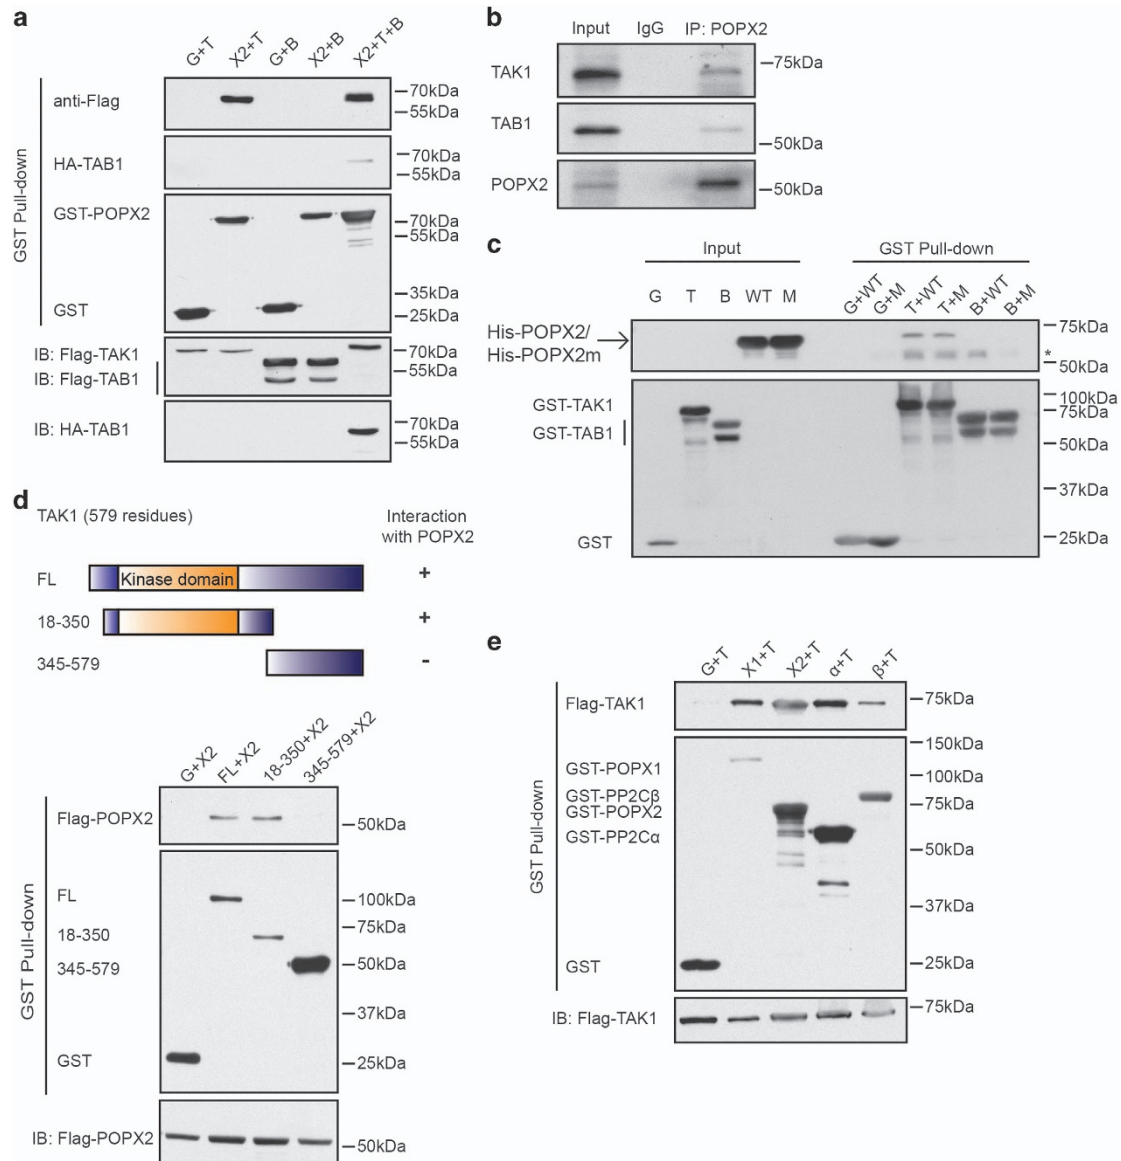 a
G+T
X2+T
G+B
X2+B
X2+T+B
GST Pull-down
anti-Flag
—70kDa
—55kDa
HA-TAB1
—70kDa
—55kDa
GST-POPX2
—70kDa
—55kDa
—35kDa
GST
—25kDa
IB: Flag-TAK1
—70kDa
IB: Flag-TAB1
—55kDa
IB: HA-TAB1
—70kDa
—55kDa
b
Input IgG IP: POPX2
TAK1
—75kDa
TAB1
—50kDa
POPX2
—50kDa
c
Input GST Pull-down
G T B WT M
G+WT
G+M
T+WT
T+M
B+WT
B+M
His-POPX2/
His-POPX2m
—75kDa
*
—50kDa
GST-TAK1
GST-TAB1
GST
—100kDa
—75kDa
—50kDa
—37kDa
—25kDa
d
TAK1 (579 residues)
Interaction
with POPX2
FL Kinase domain +
18-350 +
345-579 -
G+X2
FL+X2
18-350+X2
345-579+X2
GST Pull-down
Flag-POPX2
—50kDa
FL
—100kDa
—75kDa
18-350
345-579
—50kDa
—37kDa
GST
—25kDa
IB: Flag-POPX2
—50kDa
e
G+T
X1+T
X2+T
α+T
β+T
GST Pull-down
Flag-TAK1
—75kDa
—150kDa
GST-POPX1
—100kDa
GST-PP2Cβ
—75kDa
GST-POPX2
GST-PP2Cα
—50kDa
—37kDa
GST
—25kDa
IB: Flag-TAK1
—75kDa